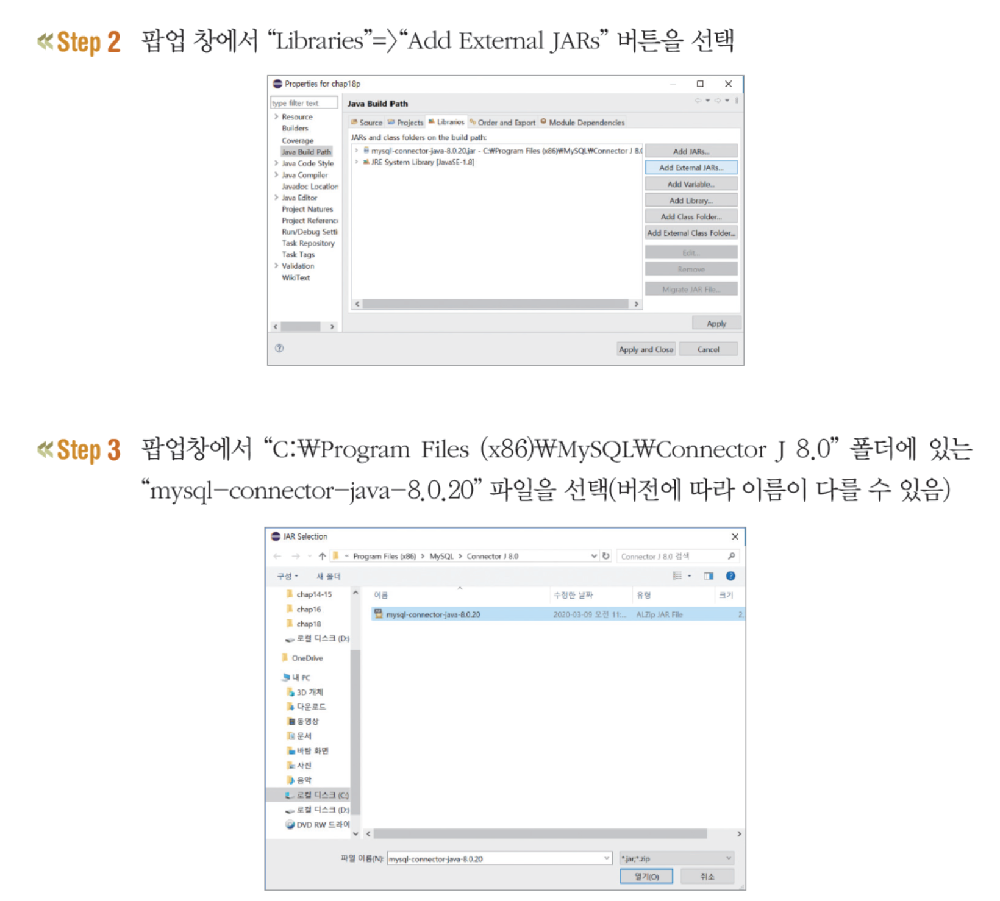 ≪Step 2 팝업 창에서 “Libraries”=>“Add External JARs” 버튼을 선택
Properties for chap18p
type filter text
Java Build Path
Resource
Builders
Coverage
Java Build Path
Java Code Style
Java Compiler
Javadoc Location
Java Editor
Project Natures
Project Referenc
Run/Debug Setti
Task Repository
Task Tags
Validation
WikiText
Source Projects Libraries Order and Export Module Dependencies
JARs and class folders on the build path:
mysql-connector-java-8.0.20.jar - C:₩Program Files (x86)₩MySQL₩Connector J 8.(
JRE System Library [JavaSE-1.8]
Add JARs...
Add External JARs...
Add Variable...
Add Library...
Add Class Folder...
Add External Class Folder...
Edit...
Remove
Migrate JAR File...
Apply
Apply and Close Cancel
≪Step 3 팝업창에서 “C:₩Program Files (x86)₩MySQL₩Connector J 8.0” 폴더에 있는
“mysql-connector-java-8.0.20” 파일을 선택(버전에 따라 이름이 다를 수 있음)
JAR Selection
« Program Files (x86) > MySQL > Connector J 8.0
Connector J 8.0 검색
구성 새 폴더
chap14-15
chap16
chap18
로컬 디스크 (D:)
OneDrive
내 PC
3D 개체
다운로드
동영상
문서
바탕 화면
사진
음악
로컬 디스크 (C:)
로컬 디스크 (D:)
DVD RW 드라이
이름 수정한 날짜 유형 크기
mysql-connector-java-8.0.20 2020-03-09 오전 11:... ALZip JAR File 2,
파일 이름(N): mysql-connector-java-8.0.20 *.jar;*.zip
열기(O) 취소